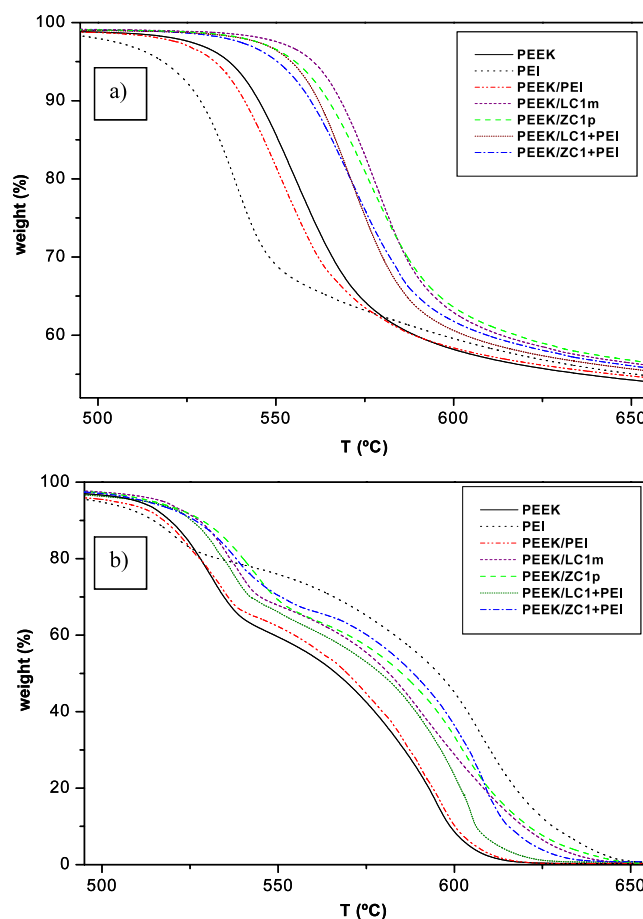 100
90
80
70
60
weight (%)
a)
PEEK
PEI
PEEK/PEI
PEEK/LC1m
PEEK/ZC1p
PEEK/LC1+PEI
PEEK/ZC1+PEI
500
550
600
650
T (ºC)
100
80
60
40
20
0
weight (%)
b)
PEEK
PEI
PEEK/PEI
PEEK/LC1m
PEEK/ZC1p
PEEK/LC1+PEI
PEEK/ZC1+PEI
500
550
600
650
T (ºC)